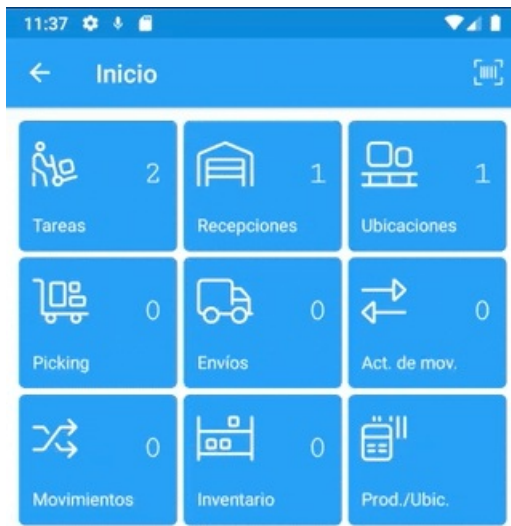 11:37
Inicio
2 1 1
Tareas Recepciones Ubicaciones
0 0 0
Picking Envíos Act. de mov.
0 0
Movimientos Inventario Prod./Ubic.